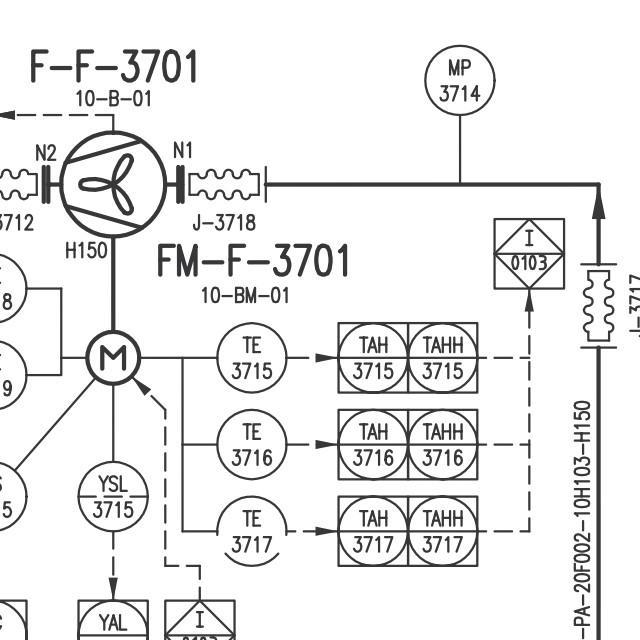 F-F-3701
10-B-01
MP
3714
N2
N1
3712
J-3718
H150
FM-F-3701
10-BM-01
I
0103
8
J-3717
M
TE
3715
TAH
3715
TAHH
3715
9
TE
3716
TAH
3716
TAHH
3716
YSL
3715
S
5
TE
3717
TAH
3717
TAHH
3717
-PA-20F002-10H103-H150
C
YAL
I